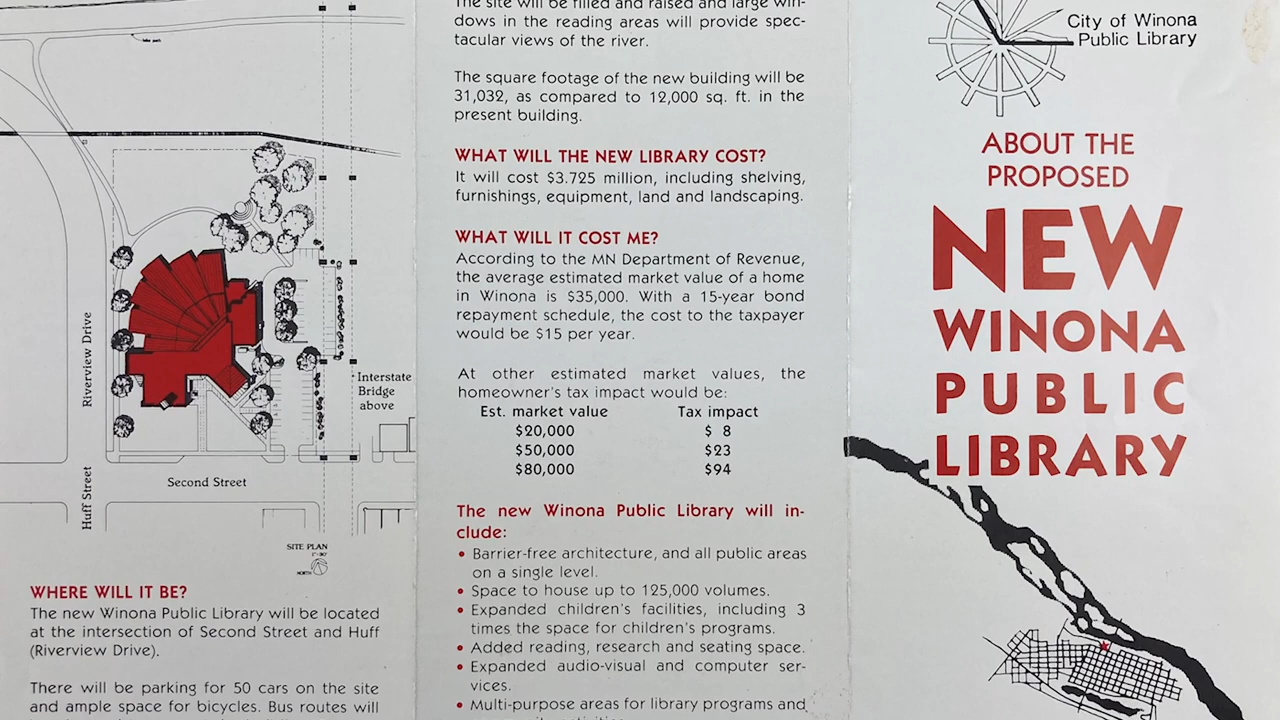 Riverview Drive
Huff Street
Second Street
Interstate
Bridge
above
SITE PLAN
NORTH
WHERE WILL IT BE?
The new Winona Public Library will be located
at the intersection of Second Street and Huff
(Riverview Drive).
There will be parking for 50 cars on the site
and ample space for bicycles. Bus routes will
The site will be filled and raised and large win-
dows in the reading areas will provide spec-
tacular views of the river.
The square footage of the new building will be
31,032, as compared to 12,000 sq. ft. in the
present building.
WHAT WILL THE NEW LIBRARY COST?
It will cost $3.725 million, including shelving,
furnishings, equipment, land and landscaping.
WHAT WILL IT COST ME?
According to the MN Department of Revenue,
the average estimated market value of a home
in Winona is $35,000. With a 15-year bond
repayment schedule, the cost to the taxpayer
would be $15 per year.
At other estimated market values, the
homeowner's tax impact would be:
Est. market value Tax impact
$20,000 $ 8
$50,000 $23
$80,000 $94
The new Winona Public Library will in-
clude:
• Barrier-free architecture, and all public areas
on a single level.
• Space to house up to 125,000 volumes.
• Expanded children's facilities, including 3
times the space for children's programs.
• Added reading, research and seating space.
• Expanded audio-visual and computer ser-
vices.
• Multi-purpose areas for library programs and
City of Winona
Public Library
ABOUT THE
PROPOSED
NEW
WINONA
PUBLIC
LIBRARY